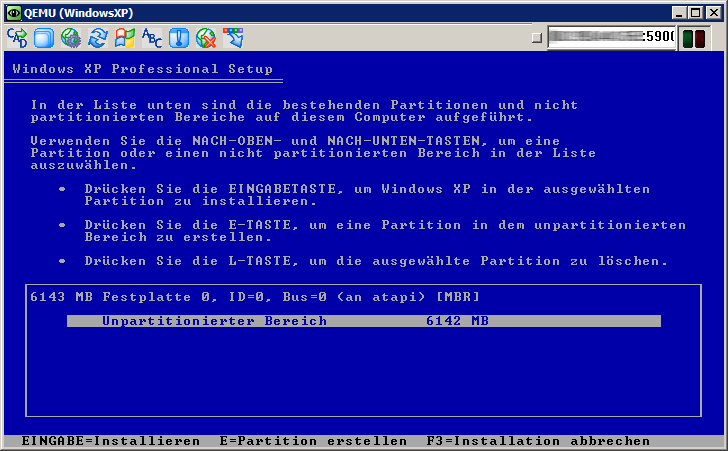 QEMU (WindowsXP)
CAD
ABC
:5900
Windows XP Professional Setup
In der Liste unten sind die bestehenden Partitionen und nicht
partitionierten Bereiche auf diesem Computer aufgeführt.
Verwenden Sie die NACH-OBEN- und NACH-UNTEN-TASTEN, um eine
Partition oder einen nicht partitionierten Bereich in der Liste
auszuwählen.
• Drücken Sie die EINGABETASTE, um Windows XP in der ausgewählten
Partition zu installieren.
• Drücken Sie die E-TASTE, um eine Partition in dem unpartitionierten
Bereich zu erstellen.
• Drücken Sie die L-TASTE, um die ausgewählte Partition zu löschen.
6143 MB Festplatte 0, ID=0, Bus=0 (an atapi) [MBR]
Unpartitionierter Bereich 6142 MB
EINGABE=Installieren E=Partition erstellen F3=Installation abbrechen